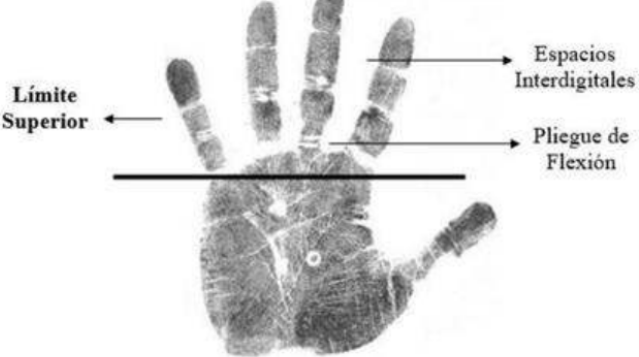 Espacios
Interdigitales
Límite
Superior
Pliegue de
Flexión